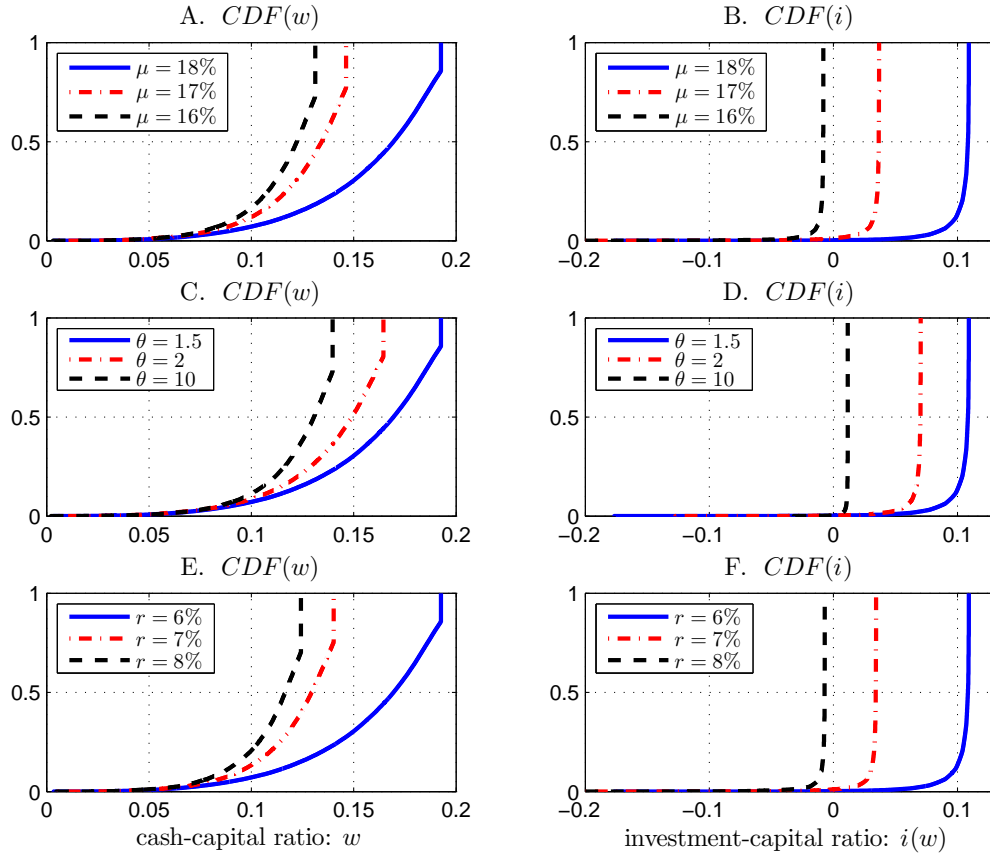 A. CDF(w)
B. CDF(i)
1
0.5
0
μ = 18%
μ = 17%
μ = 16%
0 0.05 0.1 0.15 0.2
1
0.5
0
μ = 18%
μ = 17%
μ = 16%
−0.2 −0.1 0 0.1
C. CDF(w)
D. CDF(i)
1
0.5
0
θ = 1.5
θ = 2
θ = 10
0 0.05 0.1 0.15 0.2
1
0.5
0
θ = 1.5
θ = 2
θ = 10
−0.2 −0.1 0 0.1
E. CDF(w)
F. CDF(i)
1
0.5
0
r = 6%
r = 7%
r = 8%
0 0.05 0.1 0.15 0.2
cash-capital ratio: w
1
0.5
0
r = 6%
r = 7%
r = 8%
−0.2 −0.1 0 0.1
investment-capital ratio: i(w)